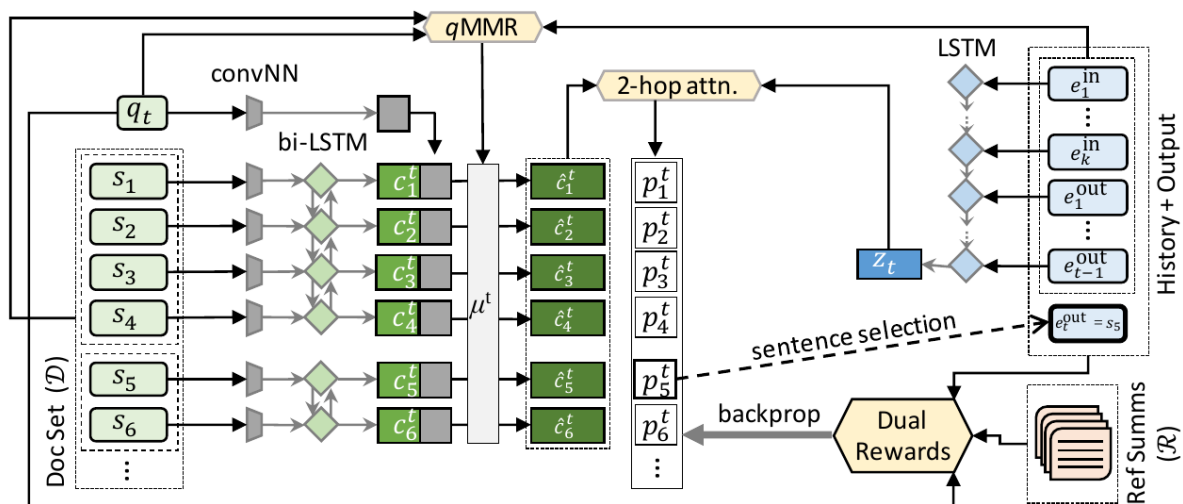 qMMR
LSTM
convNN
2-hop attn.
q_t
bi-LSTM
e_1^in
⋮
e_k^in
e_1^out
⋮
e_{t-1}^out
History + Output
s_1
s_2
s_3
s_4
s_5
s_6
⋮
Doc Set (𝒟)
c_1^t
c_2^t
c_3^t
c_4^t
c_5^t
c_6^t
μ^t
ĉ_1^t
ĉ_2^t
ĉ_3^t
ĉ_4^t
ĉ_5^t
ĉ_6^t
p_1^t
p_2^t
p_3^t
p_4^t
p_5^t
p_6^t
⋮
z_t
sentence selection
e_t^out = s_5
backprop
Dual
Rewards
Ref Summs
(ℛ)